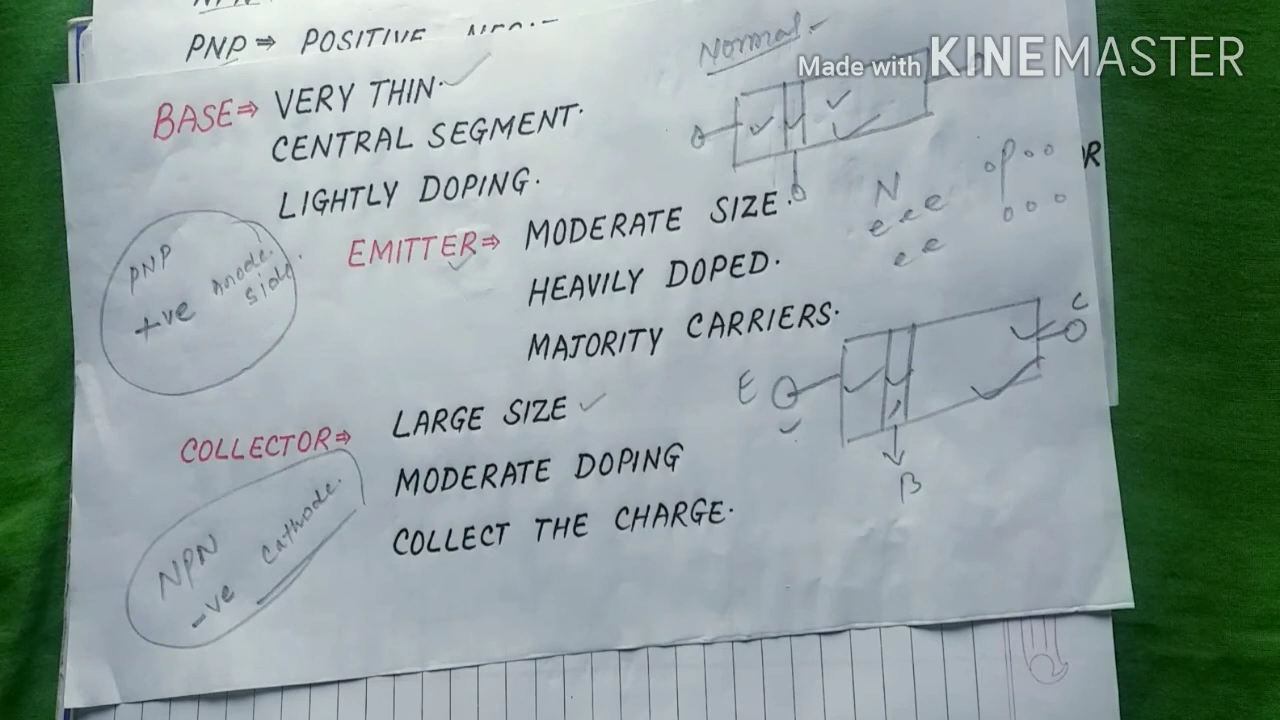 PNP ⇒ POSITIVE
Normal.
Made with KINEMASTER
BASE ⇒ VERY THIN.
CENTRAL SEGMENT.
LIGHTLY DOPING.
N
P
e e e
e e
R
EMITTER ⇒ MODERATE SIZE.
HEAVILY DOPED.
MAJORITY CARRIERS.
PNP
+ve Anode.
side.
E
C
B
COLLECTOR ⇒ LARGE SIZE
MODERATE DOPING
COLLECT THE CHARGE.
NPN
-ve Cathode.